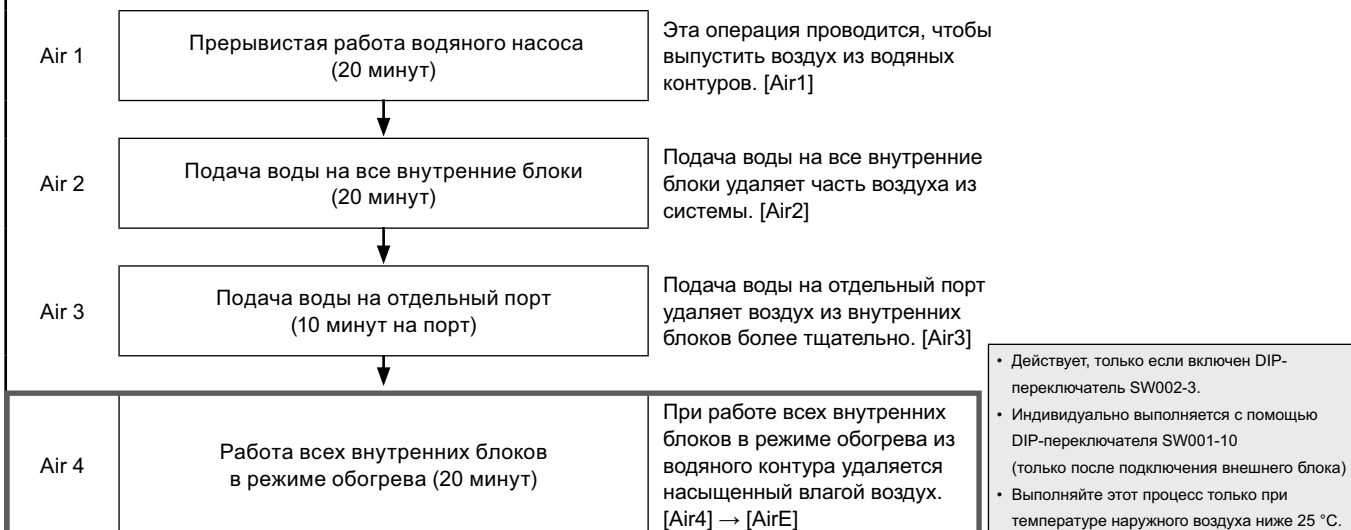 Air 1
Прерывистая работа водяного насоса
(20 минут)
Эта операция проводится, чтобы
выпустить воздух из водяных
контуров. [Air1]
Air 2
Подача воды на все внутренние блоки
(20 минут)
Подача воды на все внутренние
блоки удаляет часть воздуха из
системы. [Air2]
Air 3
Подача воды на отдельный порт
(10 минут на порт)
Подача воды на отдельный порт
удаляет воздух из внутренних
блоков более тщательно. [Air3]
Air 4
Работа всех внутренних блоков
в режиме обогрева (20 минут)
При работе всех внутренних
блоков в режиме обогрева из
водяного контура удаляется
насыщенный влагой воздух.
[Air4] → [AirE]
• Действует, только если включен DIP-
переключатель SW002-3.
• Индивидуально выполняется с помощью
DIP-переключателя SW001-10
(только после подключения внешнего блока)
• Выполняйте этот процесс только при
температуре наружного воздуха ниже 25 °C.